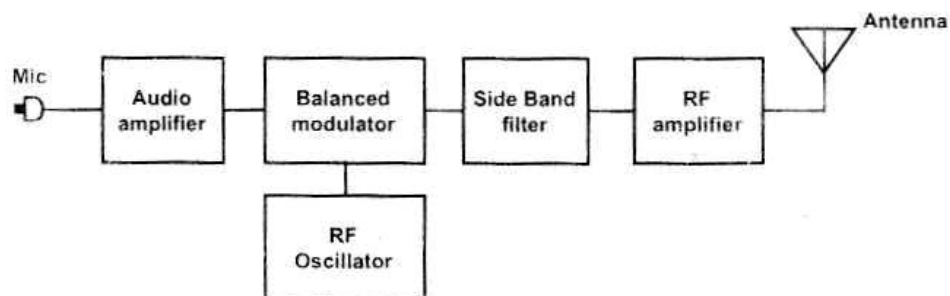 Antenna
Mic
Audio
amplifier
Balanced
modulator
Side Band
filter
RF
amplifier
RF
Oscillator